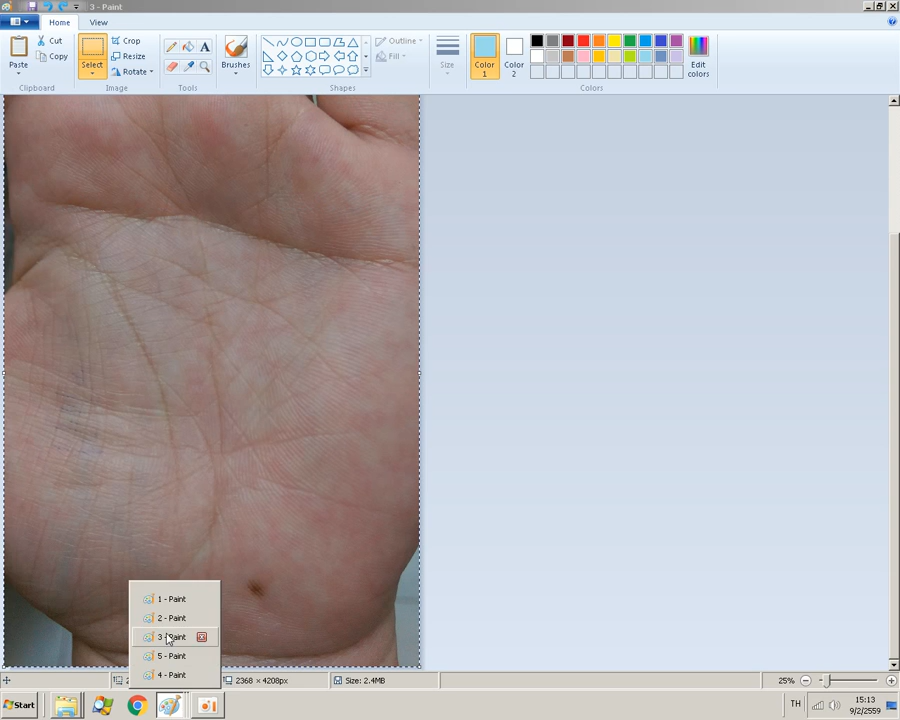 3 - Paint
Home
View
Paste
Cut
Copy
Clipboard
Select
Crop
Resize
Rotate
Image
Tools
Brushes
Outline
Fill
Shapes
Size
Color 1
Color 2
Edit colors
Colors
1 - Paint
2 - Paint
3 - Paint
5 - Paint
4 - Paint
2368 × 4208px
Size: 2.4MB
25%
Start
TH
15:13
9/2/2559